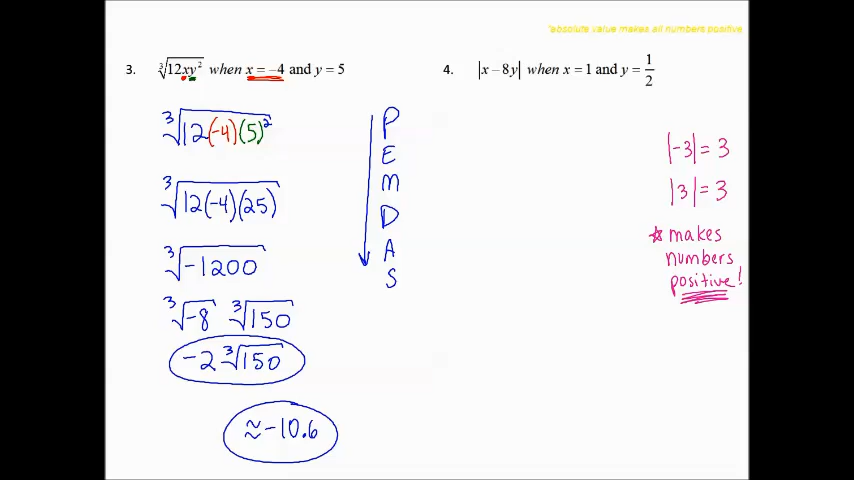 *absolute value makes all numbers positive
3. ∛12xy² when x = −4 and y = 5
∛12(-4)(5)²
∛12(-4)(25)
∛-1200
∛-8 ∛150
-2∛150
≈ -10.6
P
E
M
D
A
S
4. |x − 8y| when x = 1 and y = 1/2
|-3| = 3
|3| = 3
☆ makes
numbers
positive!